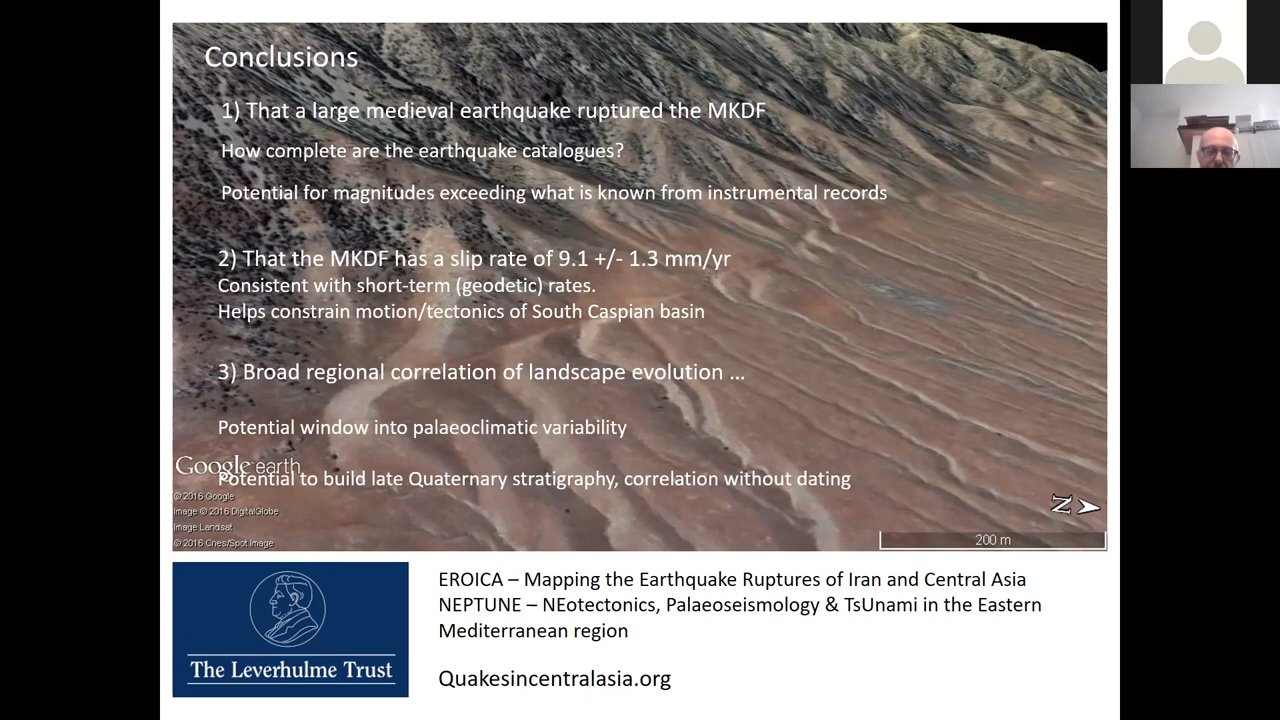 Conclusions
1) That a large medieval earthquake ruptured the MKDF
How complete are the earthquake catalogues?
Potential for magnitudes exceeding what is known from instrumental records
2) That the MKDF has a slip rate of 9.1 +/- 1.3 mm/yr
Consistent with short-term (geodetic) rates.
Helps constrain motion/tectonics of South Caspian basin
3) Broad regional correlation of landscape evolution ...
Potential window into palaeoclimatic variability
Google earth
Potential to build late Quaternary stratigraphy, correlation without dating
© 2016 Google
Image © 2016 DigitalGlobe
Image Landsat
© 2016 Cnes/Spot Image
N
200 m
The Leverhulme Trust
EROICA – Mapping the Earthquake Ruptures of Iran and Central Asia
NEPTUNE – NEotectonics, Palaeoseismology & TsUnami in the Eastern
Mediterranean region
Quakesincentralasia.org